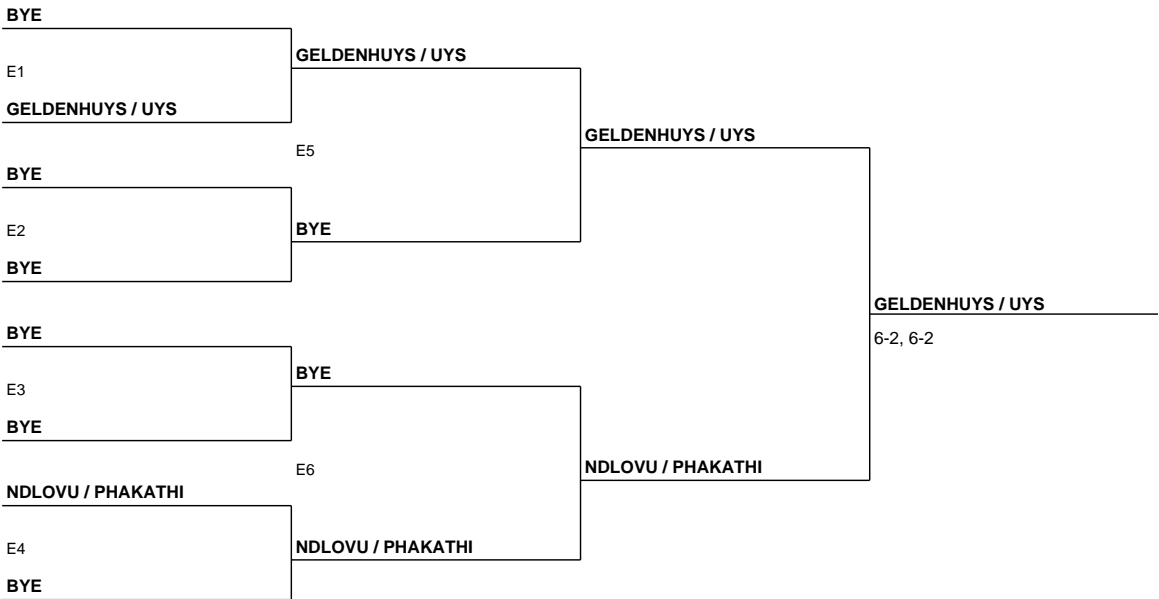 BYE
GELDENHUYS / UYS
E1
GELDENHUYS / UYS
GELDENHUYS / UYS
E5
BYE
BYE
E2
BYE
GELDENHUYS / UYS
BYE
6-2, 6-2
BYE
E3
BYE
NDLOVU / PHAKATHI
E6
NDLOVU / PHAKATHI
NDLOVU / PHAKATHI
E4
BYE